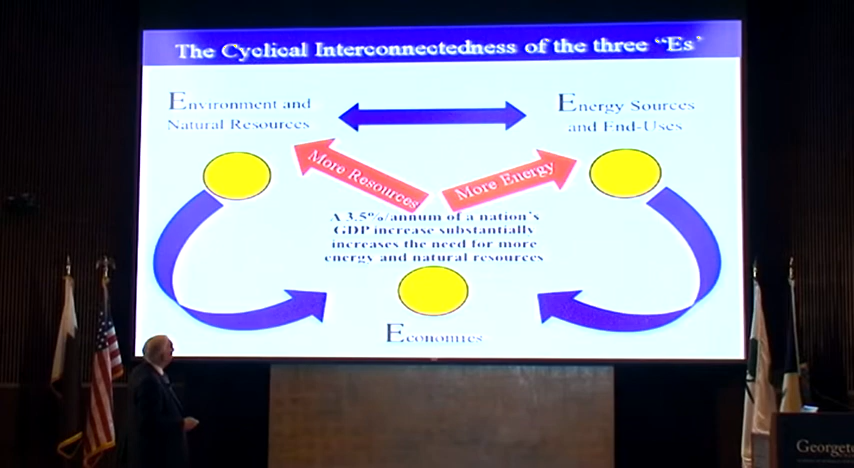 The Cyclical Interconnectedness of the three “Es’
Environment and
Natural Resources
Energy Sources
and End-Uses
More Resources
More Energy
A 3.5%/annum of a nation's
GDP increase substantially
increases the need for more
energy and natural resources
Economies
Georget